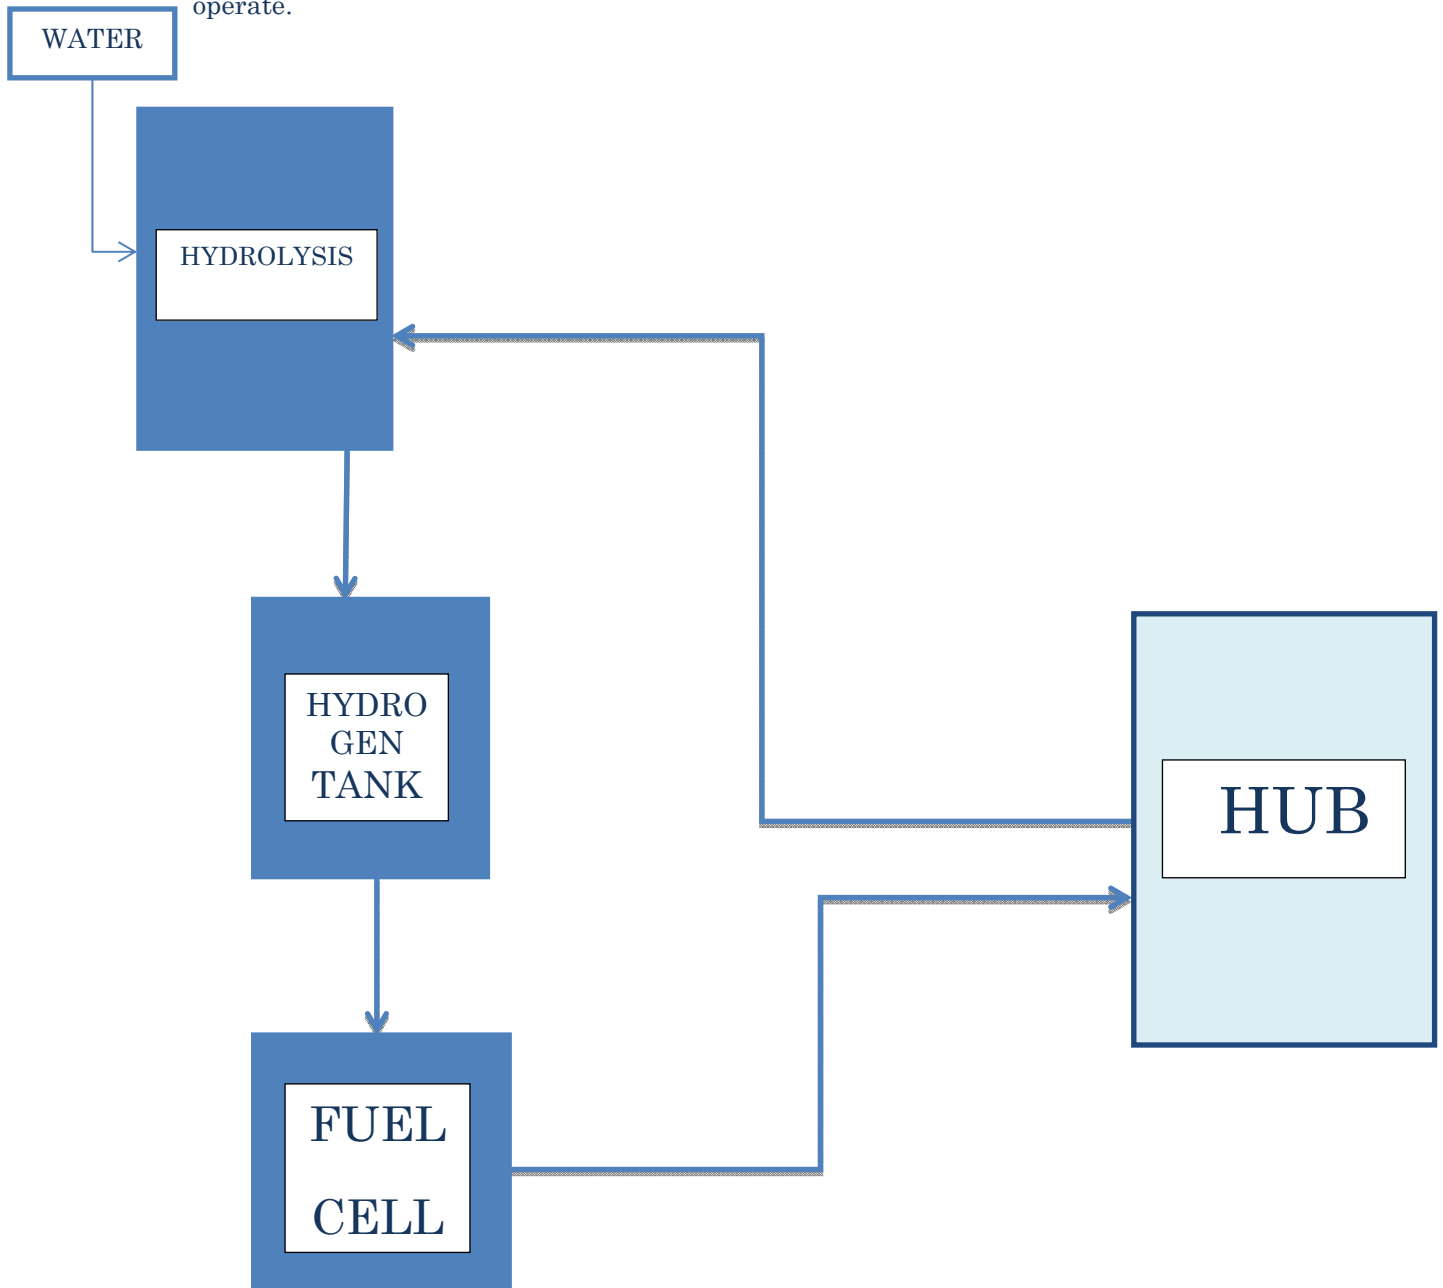 operate.
WATER
HYDROLYSIS
HYDRO
GEN
TANK
HUB
FUEL
CELL